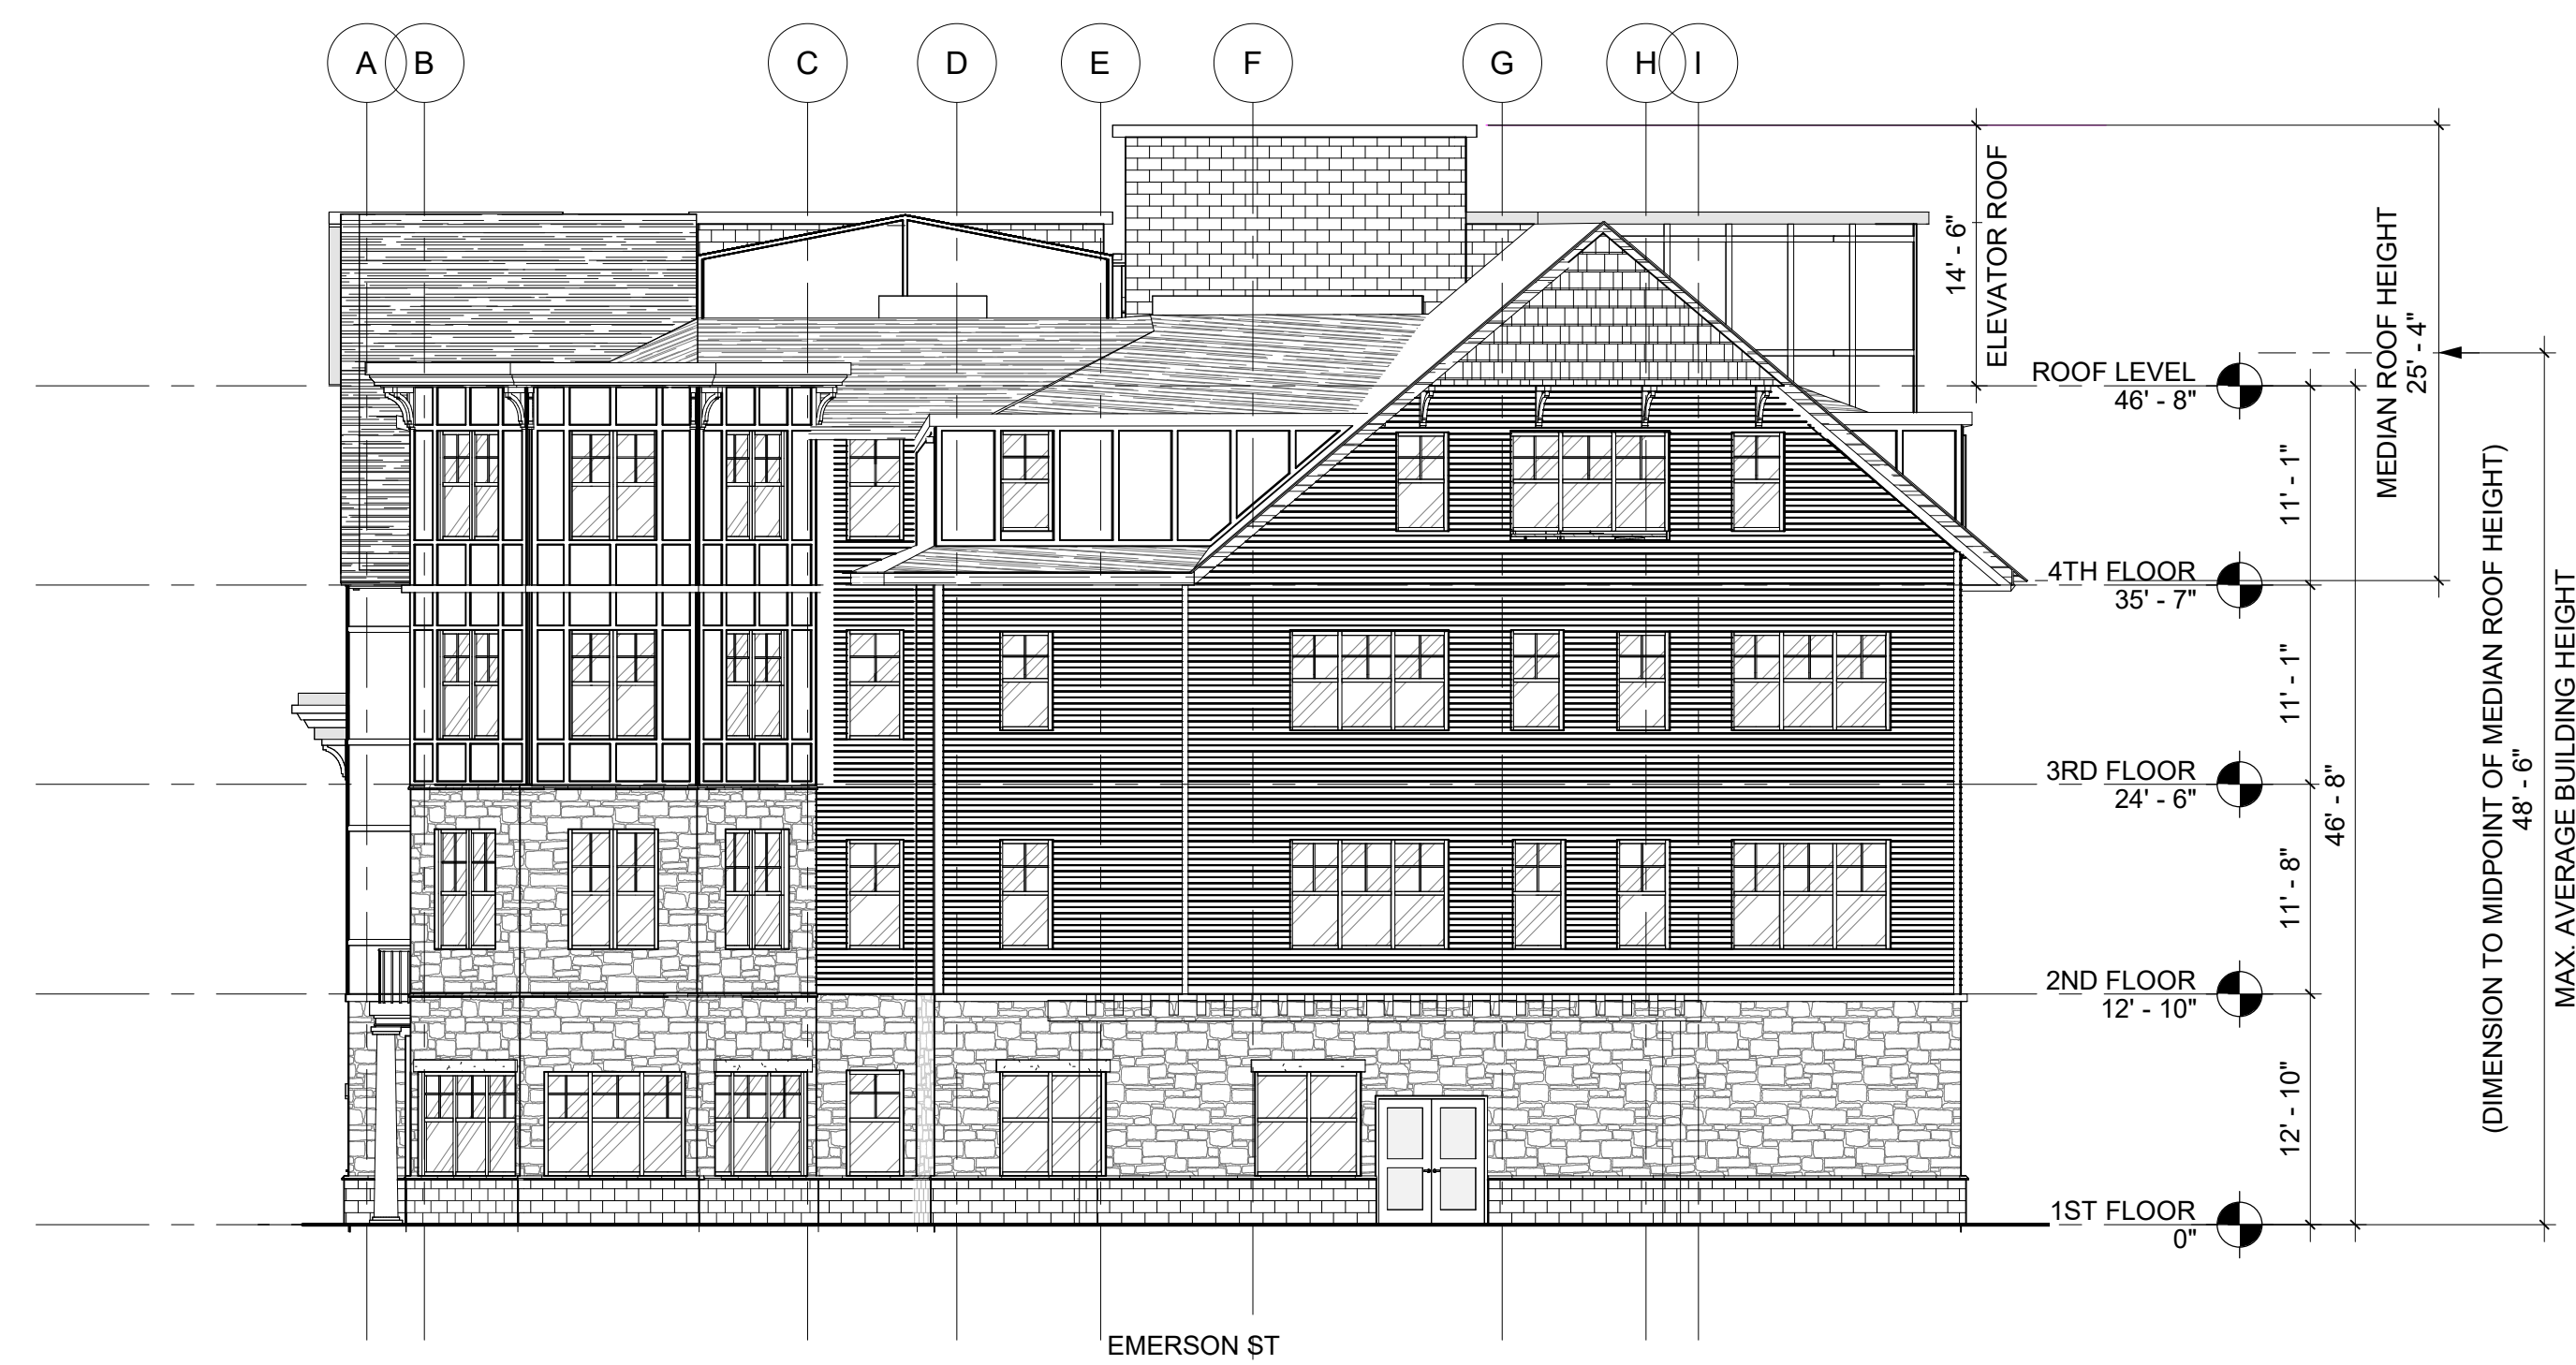 A B C D E F G H I
14' - 6"
ELEVATOR ROOF
MEDIAN ROOF HEIGHT
25' - 4"
ROOF LEVEL
46' - 8"
11' - 1"
4TH FLOOR
35' - 7"
11' - 1"
3RD FLOOR
24' - 6"
46' - 8"
11' - 8"
2ND FLOOR
12' - 10"
12' - 10"
1ST FLOOR
0"
(DIMENSION TO MIDPOINT OF MEDIAN ROOF HEIGHT)
48' - 6"
MAX. AVERAGE BUILDING HEIGHT
EMERSON ST